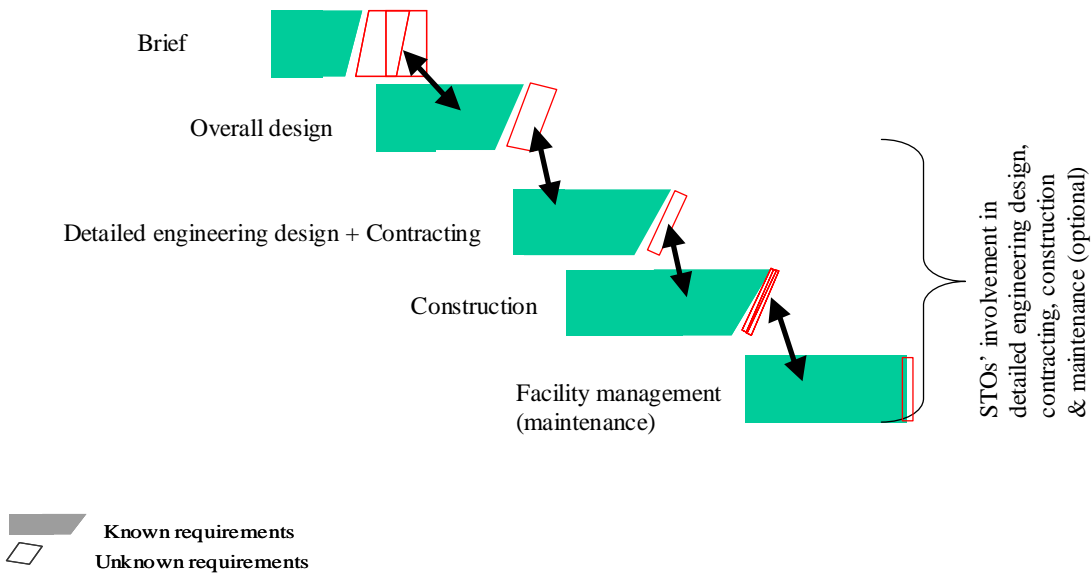 Brief
Overall design
Detailed engineering design + Contracting
Construction
Facility management
(maintenance)
STOs' involvement in
detailed engineering design,
contracting, construction
& maintenance (optional)
Known requirements
Unknown requirements